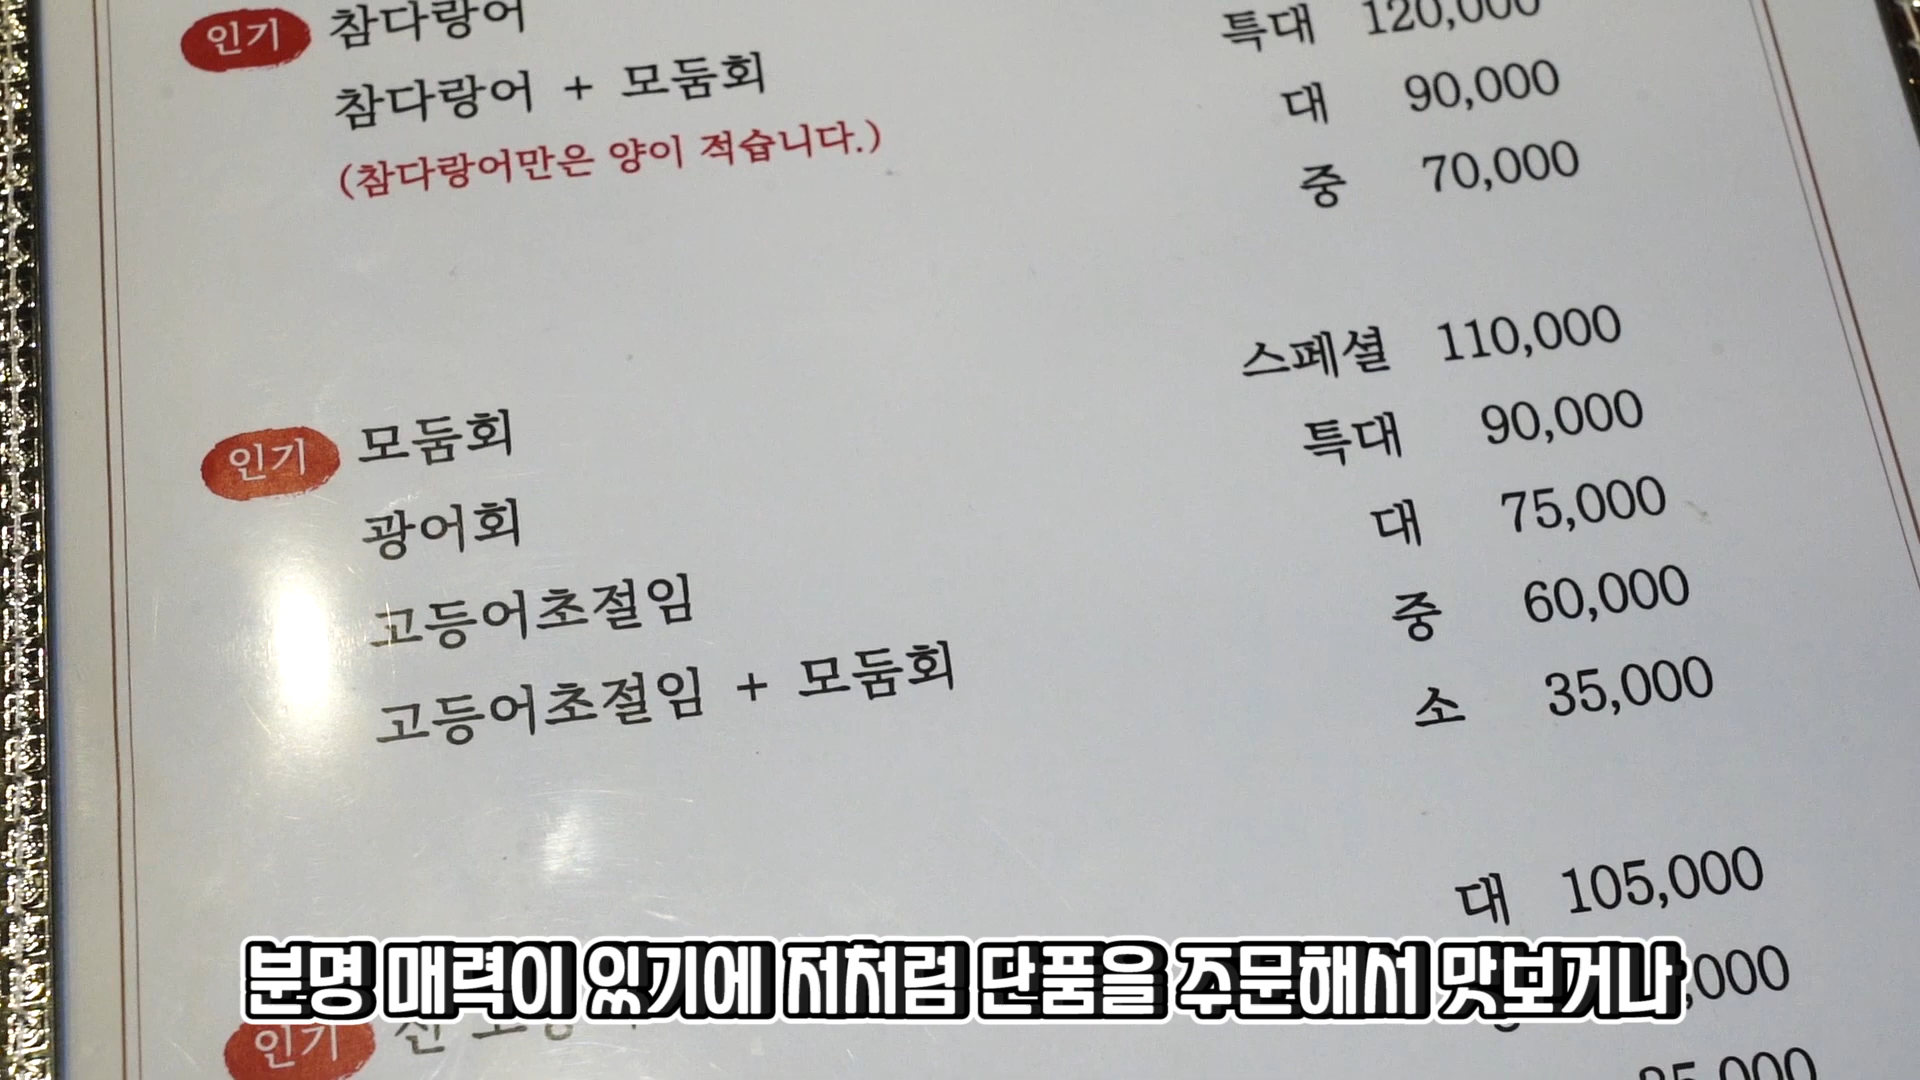 인기 참다랑어 특대 120,000
참다랑어 + 모둠회 대 90,000
(참다랑어만은 양이 적습니다.) 중 70,000
스페셜 110,000
인기 모둠회 특대 90,000
광어회 대 75,000
고등어초절임 중 60,000
고등어초절임 + 모둠회 소 35,000
대 105,000
분명 매력이 있기에 저처럼 단품을 주문해서 맛보거나
인기